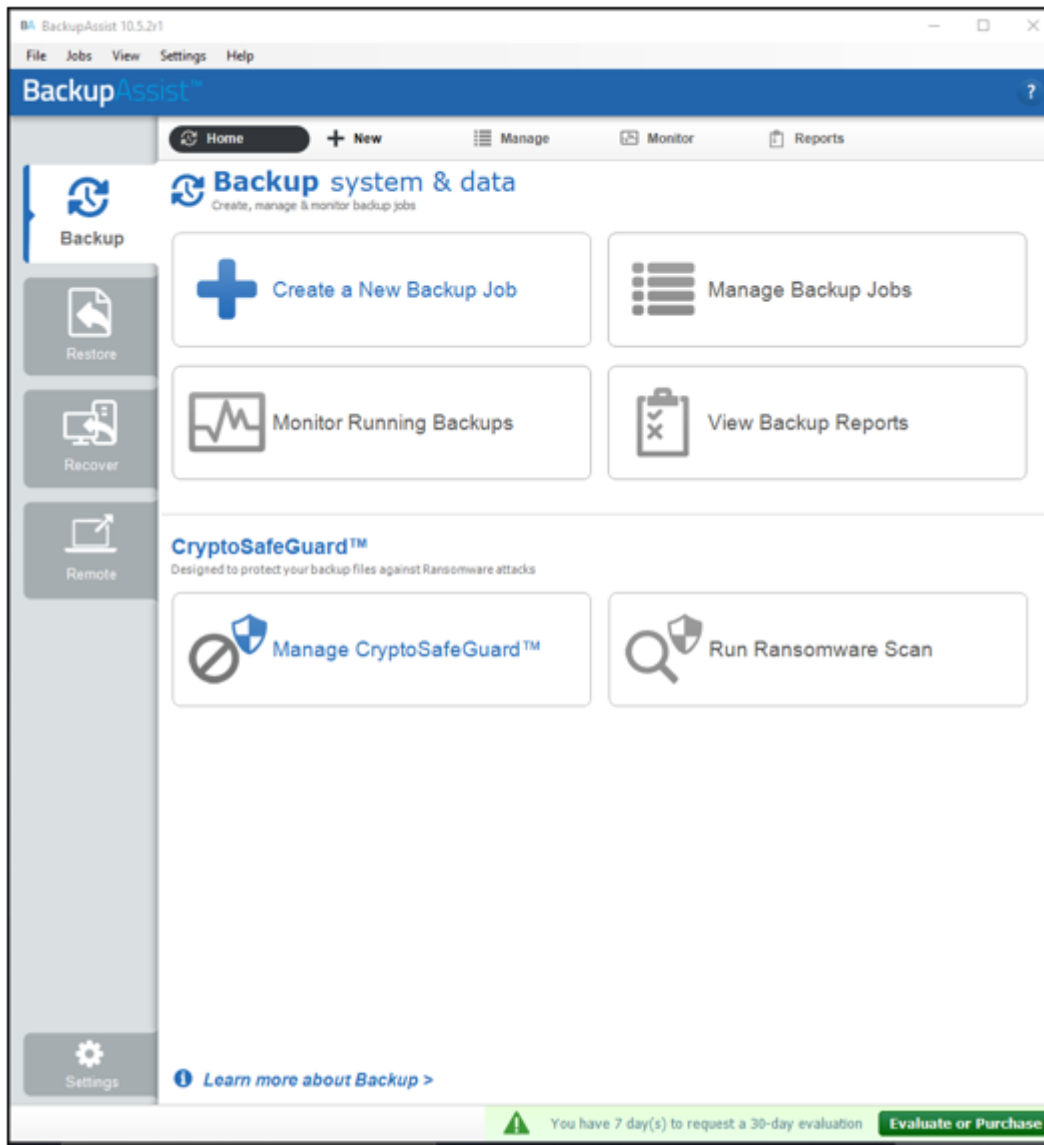 BA BackupAssist 10.5.2r1
File Jobs View Settings Help
BackupAssist™ ?
Home New Manage Monitor Reports
Backup system & data
Create, manage & monitor backup jobs
Backup
Create a New Backup Job
Manage Backup Jobs
Restore
Monitor Running Backups
View Backup Reports
Recover
CryptoSafeGuard™
Designed to protect your backup files against Ransomware attacks
Remote
Manage CryptoSafeGuard™
Run Ransomware Scan
Settings
Learn more about Backup >
You have 7 day(s) to request a 30-day evaluation Evaluate or Purchase